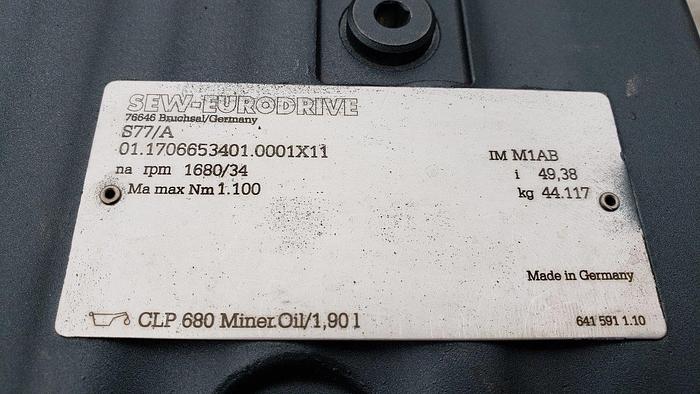 SEW-EURODRIVE
76646 Bruchsal/Germany
S77/A
01.1706653401.0001X11
IM M1AB
na rpm 1680/34
i 49,38
Ma max Nm 1.100
kg 44.117
Made in Germany
CLP 680 Miner.Oil/1,90 l
641 591 1.10